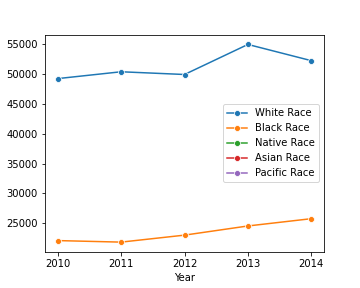 55000
50000
45000
40000
35000
30000
25000
White Race
Black Race
Native Race
Asian Race
Pacific Race
2010 2011 2012 2013 2014
Year